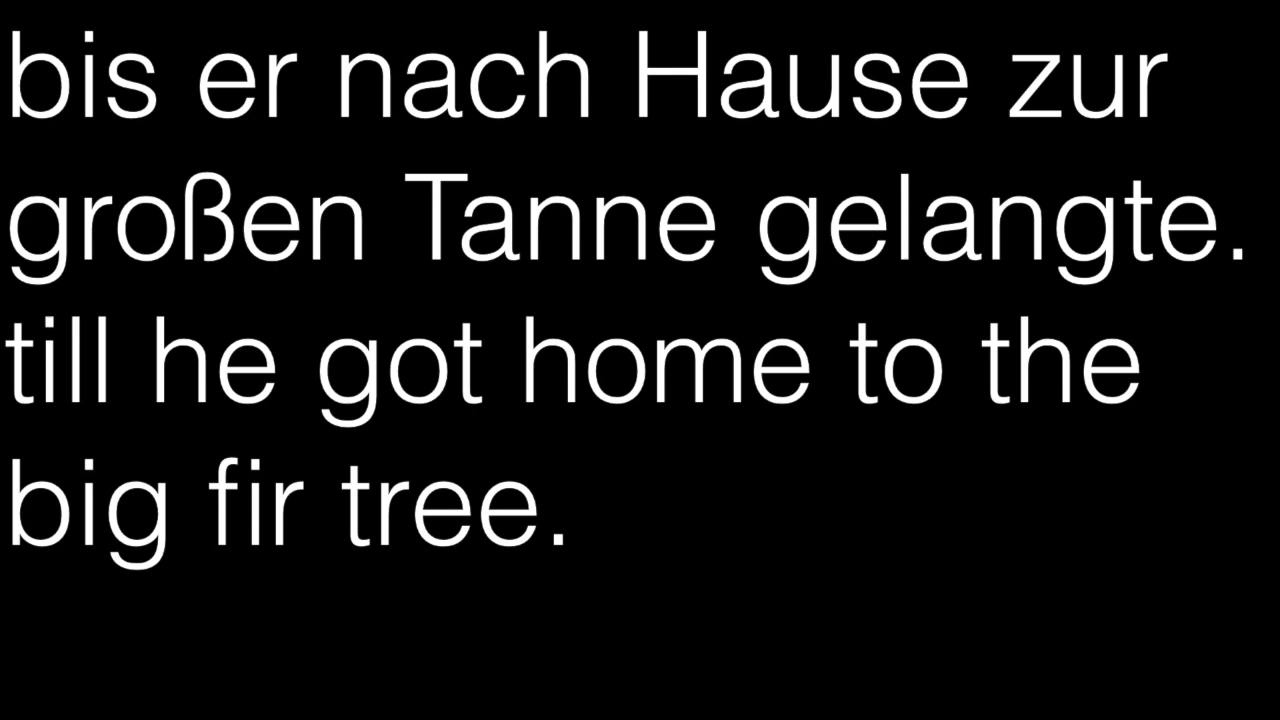 bis er nach Hause zur
großen Tanne gelangte.
till he got home to the
big fir tree.